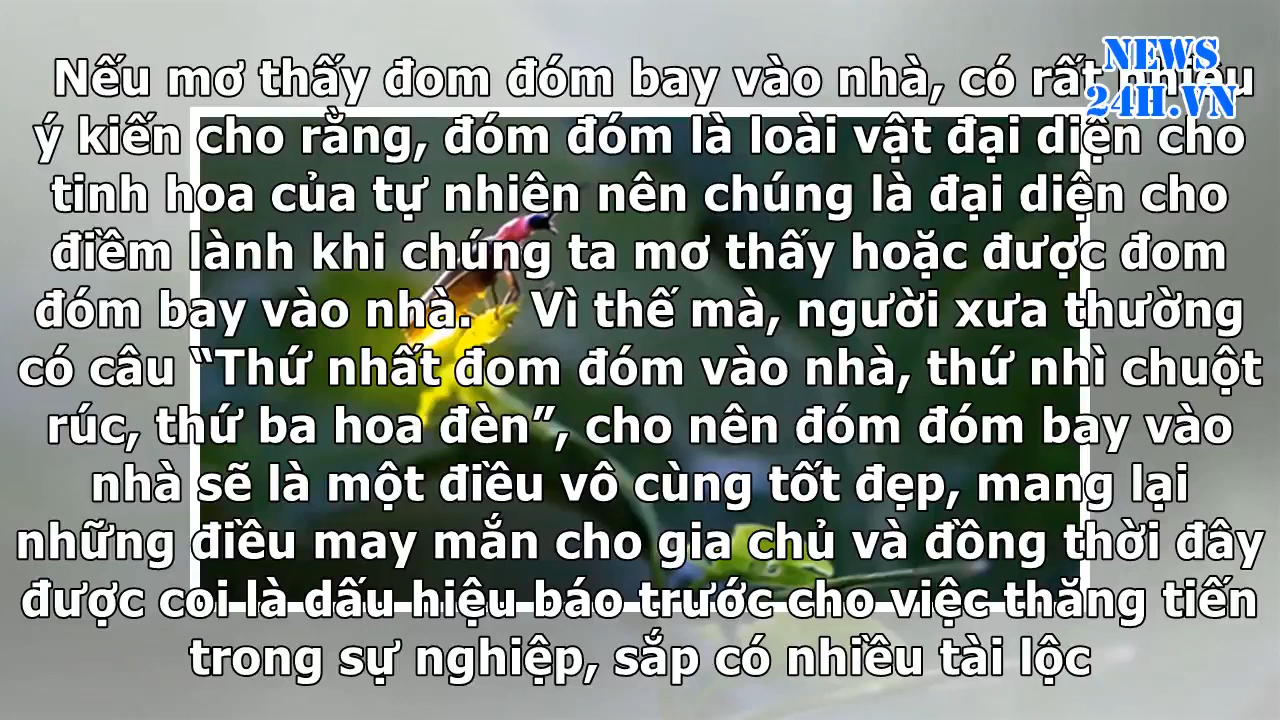 NEWS
24H.VN
Nếu mơ thấy đom đóm bay vào nhà, có rất nhiều
ý kiến cho rằng, đóm đóm là loài vật đại diện cho
tinh hoa của tự nhiên nên chúng là đại diện cho
điềm lành khi chúng ta mơ thấy hoặc được đom
đóm bay vào nhà. Vì thế mà, người xưa thường
có câu “Thứ nhất đom đóm vào nhà, thứ nhì chuột
rúc, thứ ba hoa đèn”, cho nên đóm đóm bay vào
nhà sẽ là một điều vô cùng tốt đẹp, mang lại
những điều may mắn cho gia chủ và đồng thời đây
được coi là dấu hiệu báo trước cho việc thăng tiến
trong sự nghiệp, sắp có nhiều tài lộc